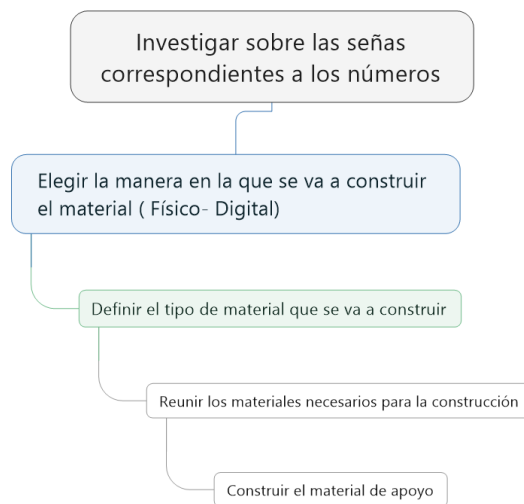 Investigar sobre las señas
correspondientes a los números
Elegir la manera en la que se va a construir
el material ( Físico- Digital)
Definir el tipo de material que se va a construir
Reunir los materiales necesarios para la construcción
Construir el material de apoyo